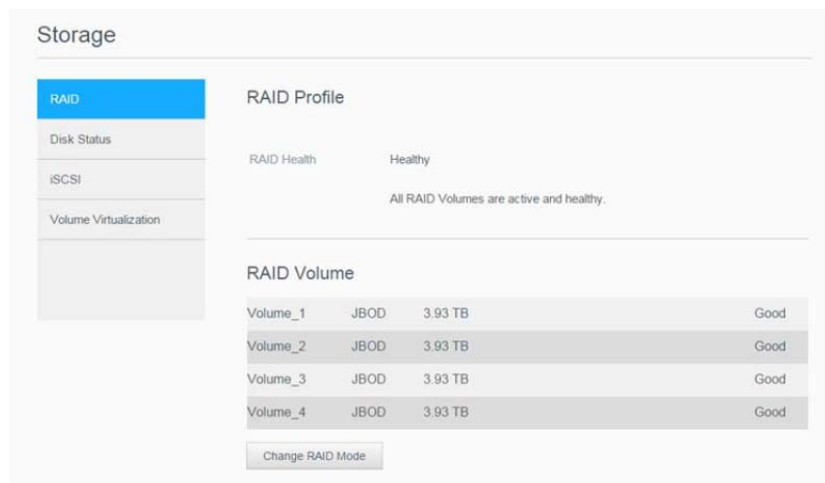 Storage
RAID
Disk Status
iSCSI
Volume Virtualization
RAID Profile
RAID Health Healthy
All RAID Volumes are active and healthy.
RAID Volume
Volume_1 JBOD 3.93 TB Good
Volume_2 JBOD 3.93 TB Good
Volume_3 JBOD 3.93 TB Good
Volume_4 JBOD 3.93 TB Good
Change RAID Mode